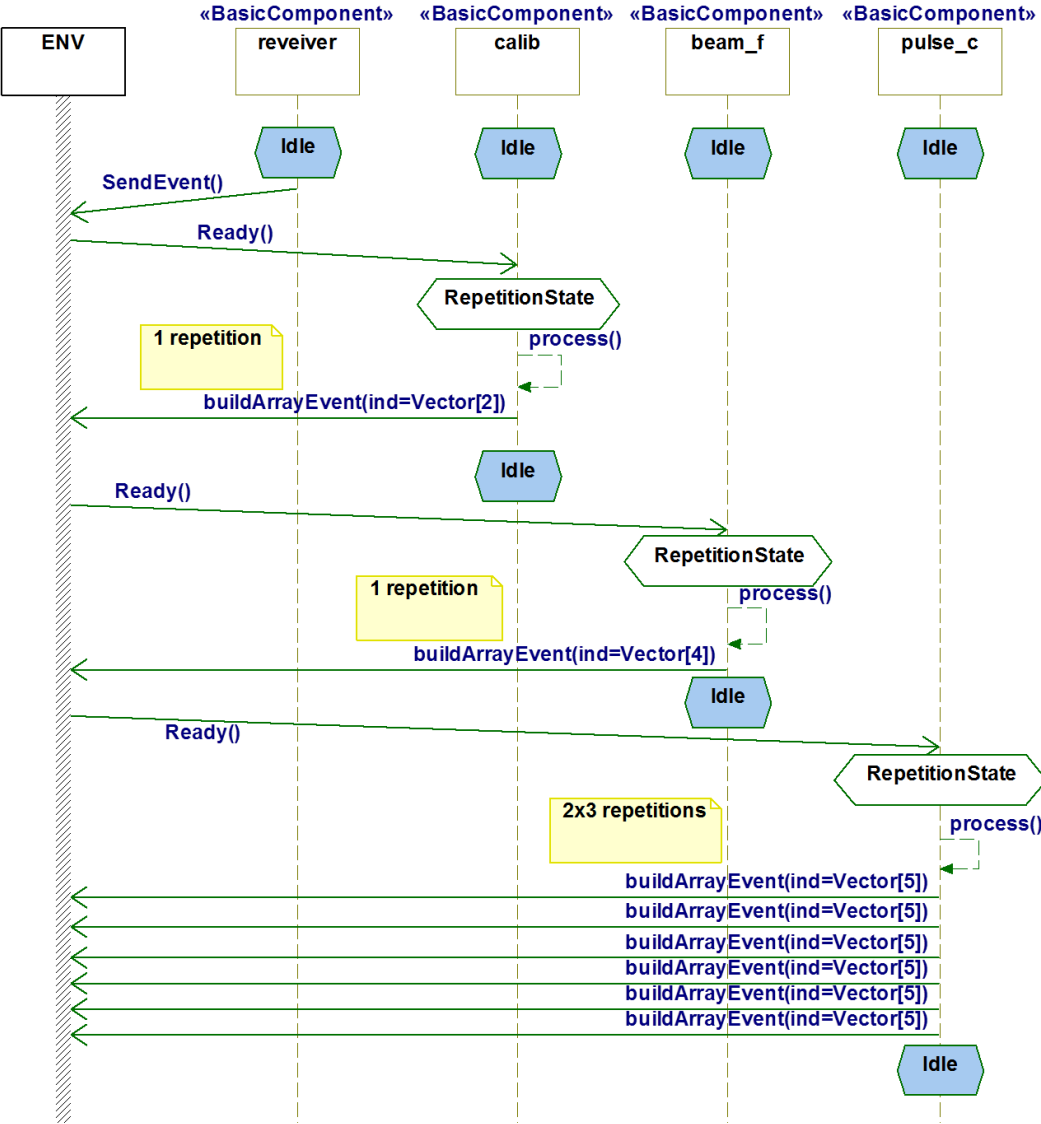 «BasicComponent» «BasicComponent» «BasicComponent» «BasicComponent»
ENV reveiver calib beam_f pulse_c
Idle Idle Idle Idle
SendEvent()
Ready()
RepetitionState
1 repetition
process()
buildArrayEvent(ind=Vector[2])
Idle
Ready()
RepetitionState
1 repetition
process()
buildArrayEvent(ind=Vector[4])
Idle
Ready()
RepetitionState
2x3 repetitions
process()
buildArrayEvent(ind=Vector[5])
buildArrayEvent(ind=Vector[5])
buildArrayEvent(ind=Vector[5])
buildArrayEvent(ind=Vector[5])
buildArrayEvent(ind=Vector[5])
buildArrayEvent(ind=Vector[5])
Idle